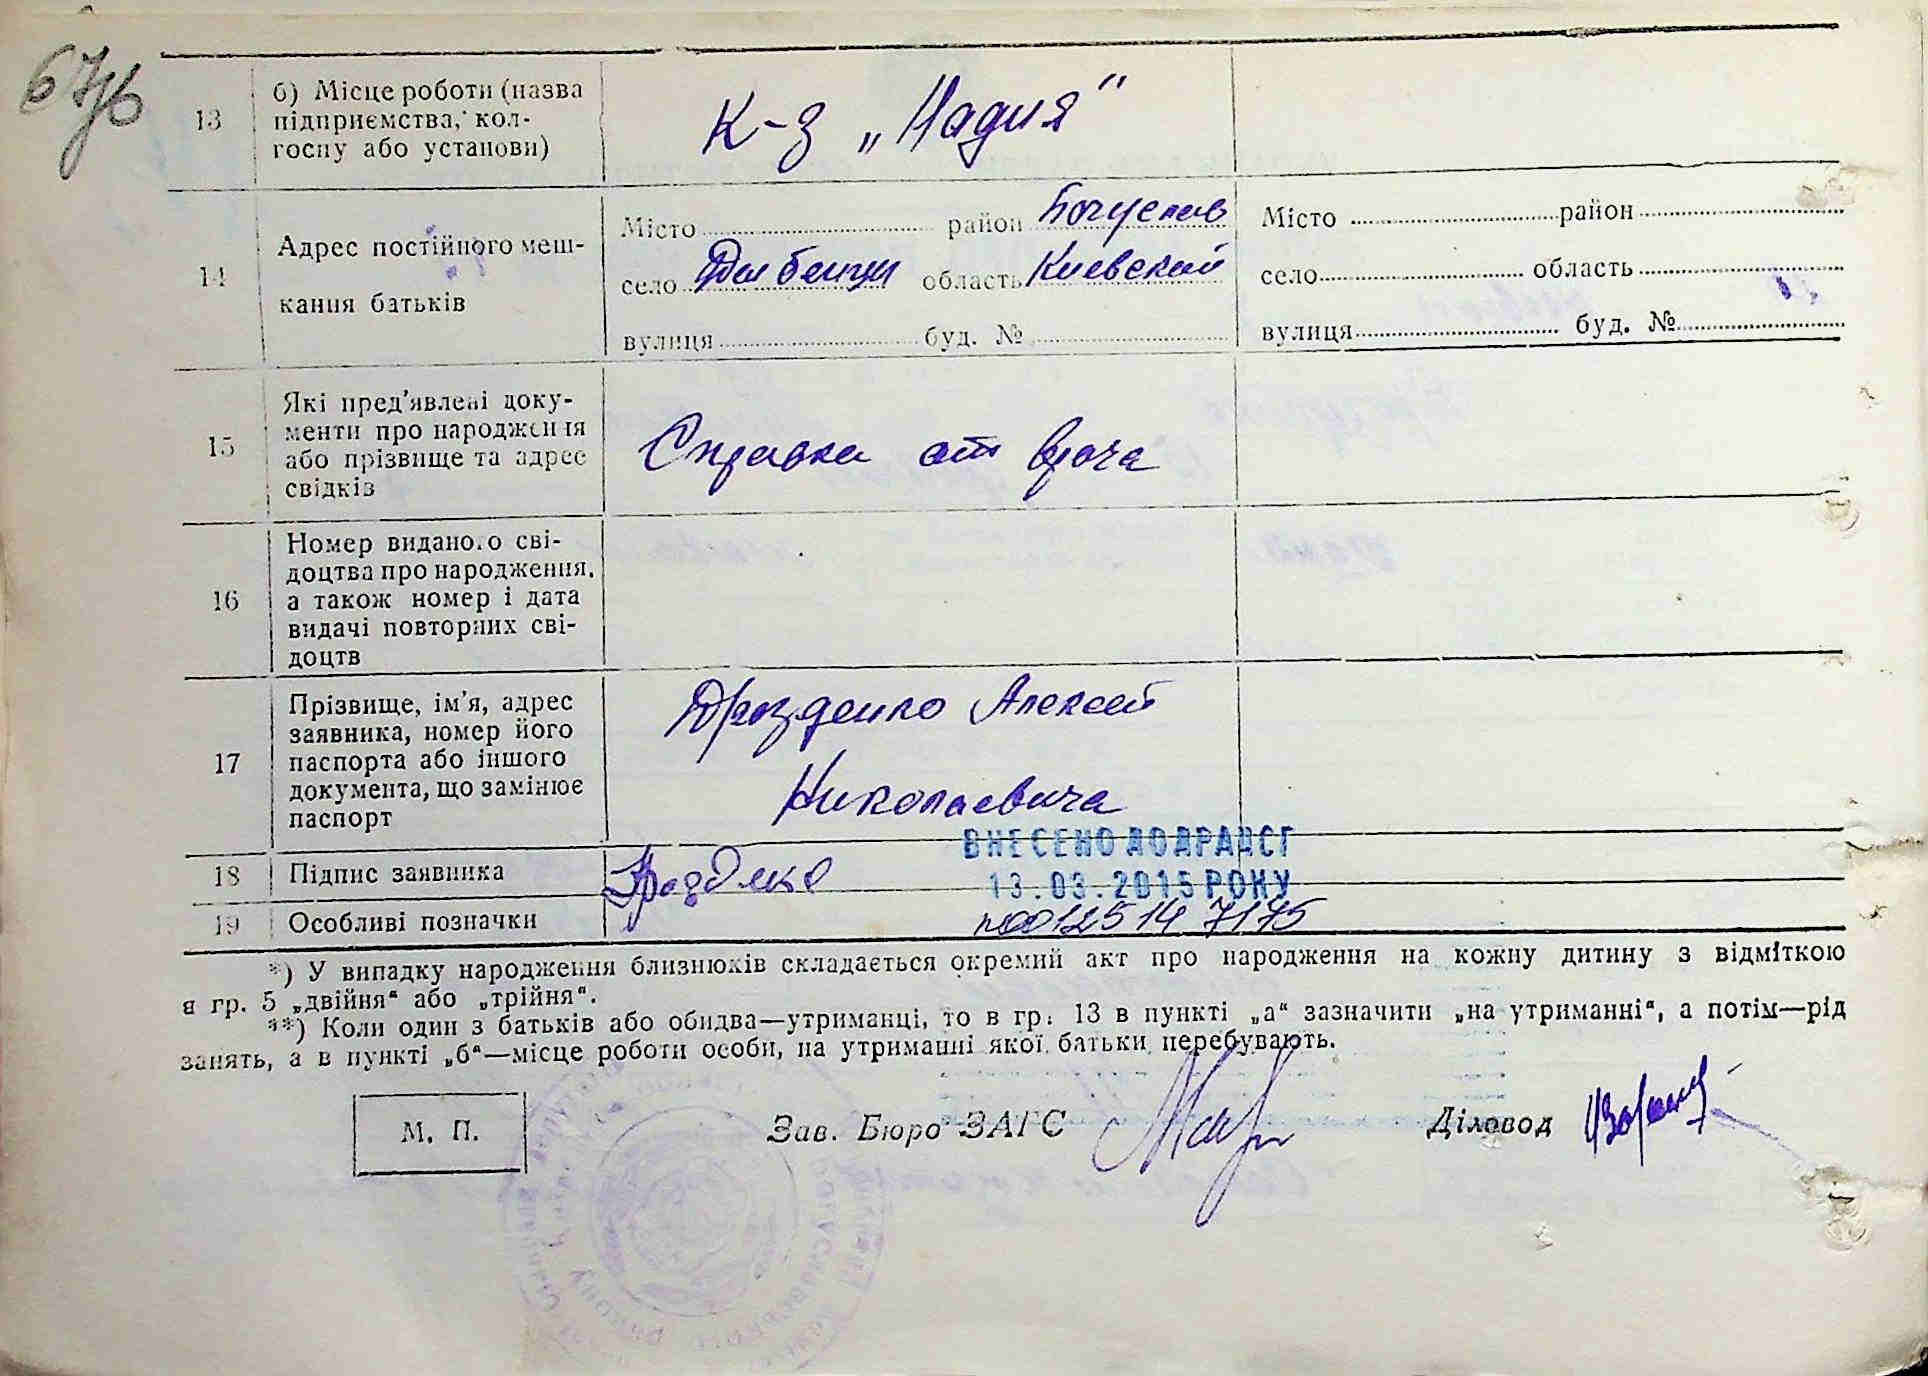 67/б
13
б) Місце роботи (назва
підприємства, кол-
госпу або установи)
К-з „Надия“
14
Адрес постійного меш-
кання батьків
Місто район Богуслав
село область Киевской
вулиця буд. №
Місто район
село область
вулиця буд. №
15
Які пред'явлені доку-
менти про народження
або прізвище та адрес
свідків
Справка от врача
16
Номер виданого сві-
доцтва про народження,
а також номер і дата
видачі повторних сві-
доцтв
17
Прізвище, ім'я, адрес
заявника, номер його
паспорта або іншого
документа, що замінює
паспорт
Дрозденко Алексей
Николаевича
18
Підпис заявника
ВНЕСЕНО ДО ДРАЦСГ
13.03.2015 РОКУ
19
Особливі позначки
n00125147175
*) У випадку народження близнюків складається окремий акт про народження на кожну дитину з відміткою
в гр. 5 „двійня“ або „трійня“.
**) Коли один з батьків або обидва—утриманці, то в гр. 13 в пункті „а“ зазначити „на утриманні“, а потім—рід
занять, а в пункті „б“—місце роботи особи, на утриманні якої батьки перебувають.
М. П.
Зав. Бюро ЗАГС
Діловод